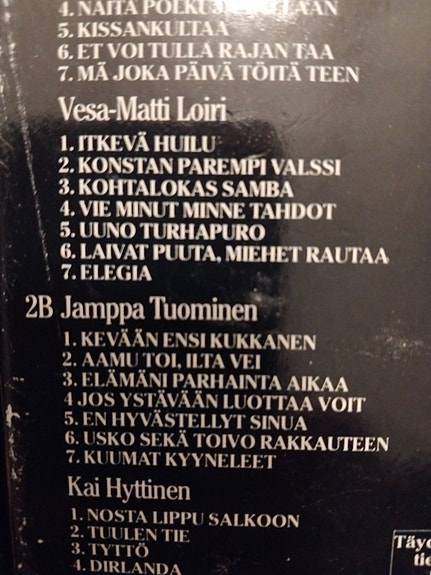 4. NÄITÄ
5. KISSANKULTAA
6. ET VOI TULLA RAJAN TAA
7. MÄ JOKA PÄIVÄ TÖITÄ TEEN
Vesa-Matti Loiri
1. ITKEVÄ HUILU
2. KONSTAN PAREMPI VALSSI
3. KOHTALOKAS SAMBA
4. VIE MINUT MINNE TAHDOT
5. UUNO TURHAPURO
6. LAIVAT PUUTA, MIEHET RAUTAA
7. ELEGIA
2B Jamppa Tuominen
1. KEVÄÄN ENSI KUKKANEN
2. AAMU TOI, ILTA VEI
3. ELÄMÄNI PARHAINTA AIKAA
4 JOS YSTÄVÄÄN LUOTTAA VOIT
5. EN HYVÄSTELLYT SINUA
6. USKO SEKÄ TOIVO RAKKAUTEEN
7. KUUMAT KYYNELEET
Kai Hyttinen
1. NOSTA LIPPU SALKOON
2. TUULEN TIE
3. TYTTÖ
4. DIRLANDA